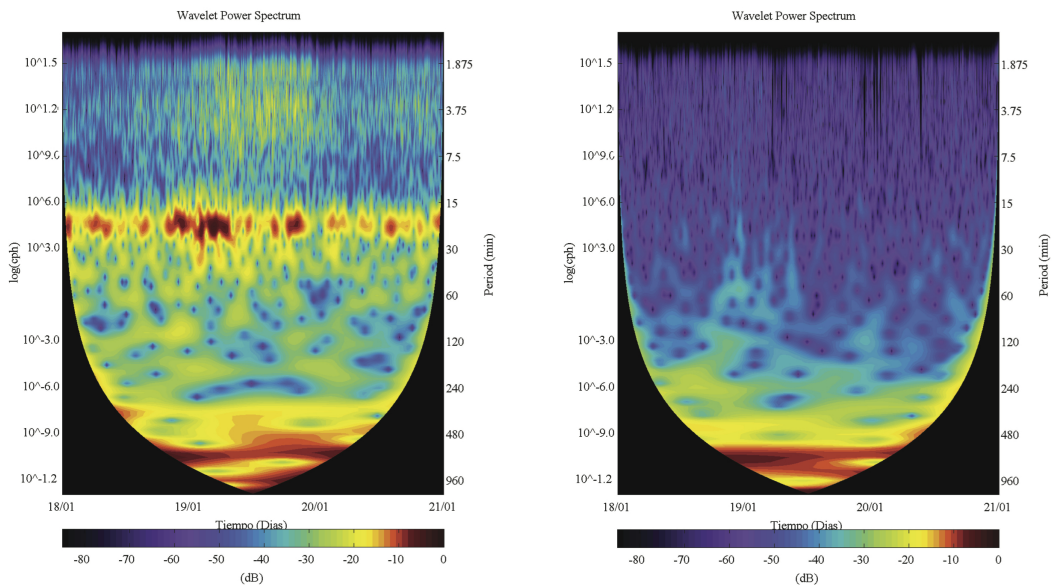 Wavelet Power Spectrum
10^1.5
10^1.2
10^9.0
10^6.0
10^3.0
10^-3.0
10^-6.0
10^-9.0
10^-1.2
log(cph)
1.875
3.75
7.5
15
30
60
120
240
480
960
Period (min)
18/01 19/01 20/01 21/01
Tiempo (Dias)
-80 -70 -60 -50 -40 -30 -20 -10 0
(dB)
Wavelet Power Spectrum
10^1.5
10^1.2
10^9.0
10^6.0
10^3.0
10^-3.0
10^-6.0
10^-9.0
10^-1.2
log(cph)
1.875
3.75
7.5
15
30
60
120
240
480
960
Period (min)
18/01 19/01 20/01 21/01
Tiempo (Dias)
-80 -70 -60 -50 -40 -30 -20 -10 0
(dB)